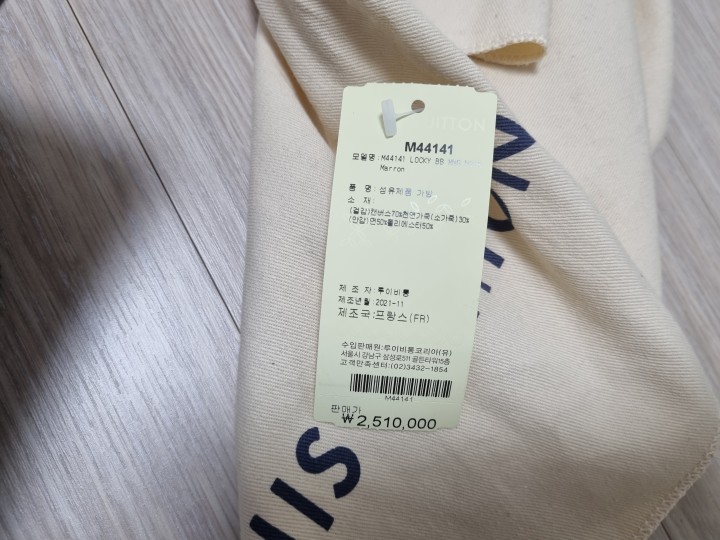 UITTON
M44141
모델명:M44141 LOCKY BB
Marron
품 명: 섬유제품 가방
소 재:
(겉감)캔버스70%천연가죽(소가죽)30%
(안감)면50%폴리에스터50%
제 조 자:루이비통
제조년월:2021-11
제조국:프랑스(FR)
수입판매원:루이비통코리아(유)
서울시 강남구 삼성로511 골든타워15층
고객만족센터:(02)3432-1854
M44141
판매가
₩2,510,000
UIS